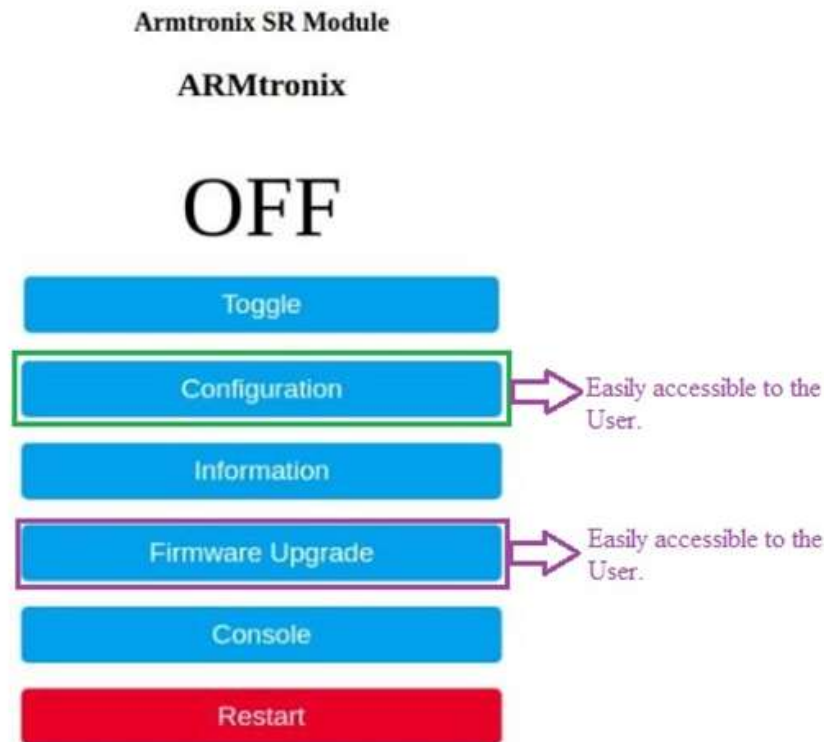 Armtronix SR Module
ARMtronix
OFF
Toggle
Configuration
Easily accessible to the
User.
Information
Firmware Upgrade
Easily accessible to the
User.
Console
Restart